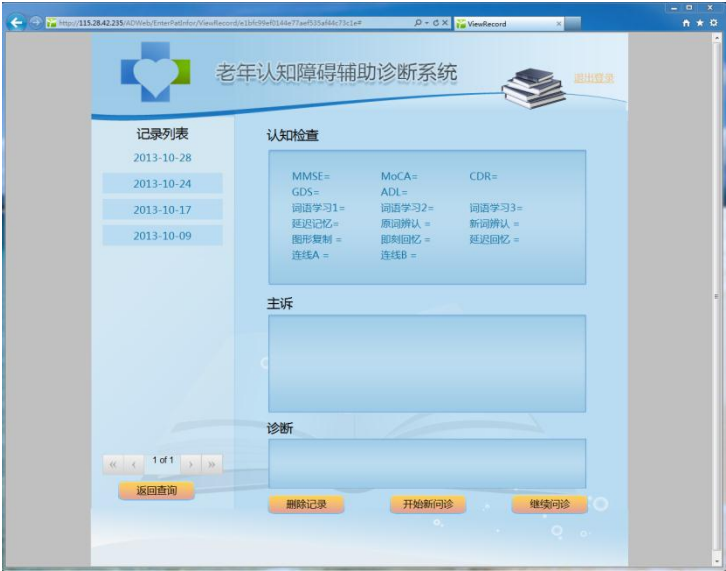 http://115.28.42.235/ADWeb/EnterPatInfor/ViewRecord/e1bfc99ef0144e77aef535af44c73c1e#
ViewRecord
老年认知障碍辅助诊断系统
退出登录
记录列表
2013-10-28
2013-10-24
2013-10-17
2013-10-09
1 of 1
返回查询
认知检查
MMSE= MoCA= CDR=
GDS= ADL=
词语学习1= 词语学习2= 词语学习3=
延迟记忆= 原词辨认 = 新词辨认 =
图形复制 = 即刻回忆 = 延迟回忆 =
连线A = 连线B =
主诉
诊断
删除记录 开始新问诊 继续问诊